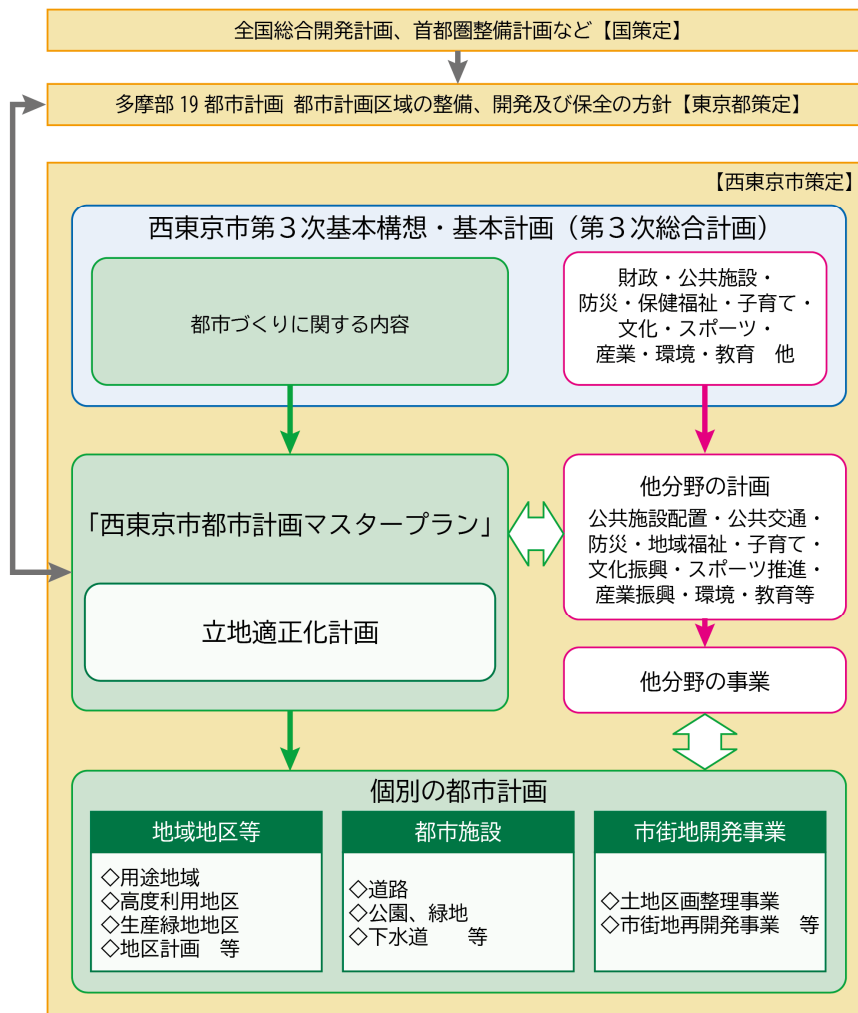 全国総合開発計画、首都圏整備計画など【国策定】
多摩部 19 都市計画 都市計画区域の整備、開発及び保全の方針【東京都策定】
【西東京市策定】
西東京市第３次基本構想・基本計画（第３次総合計画）
都市づくりに関する内容
財政・公共施設・
防災・保健福祉・子育て・
文化・スポーツ・
産業・環境・教育　他
「西東京市都市計画マスタープラン」
立地適正化計画
他分野の計画
公共施設配置・公共交通・
防災・地域福祉・子育て・
文化振興・スポーツ推進・
産業振興・環境・教育等
他分野の事業
個別の都市計画
地域地区等
◇用途地域
◇高度利用地区
◇生産緑地地区
◇地区計画　等
都市施設
◇道路
◇公園、緑地
◇下水道　　等
市街地開発事業
◇土地区画整理事業
◇市街地再開発事業　等